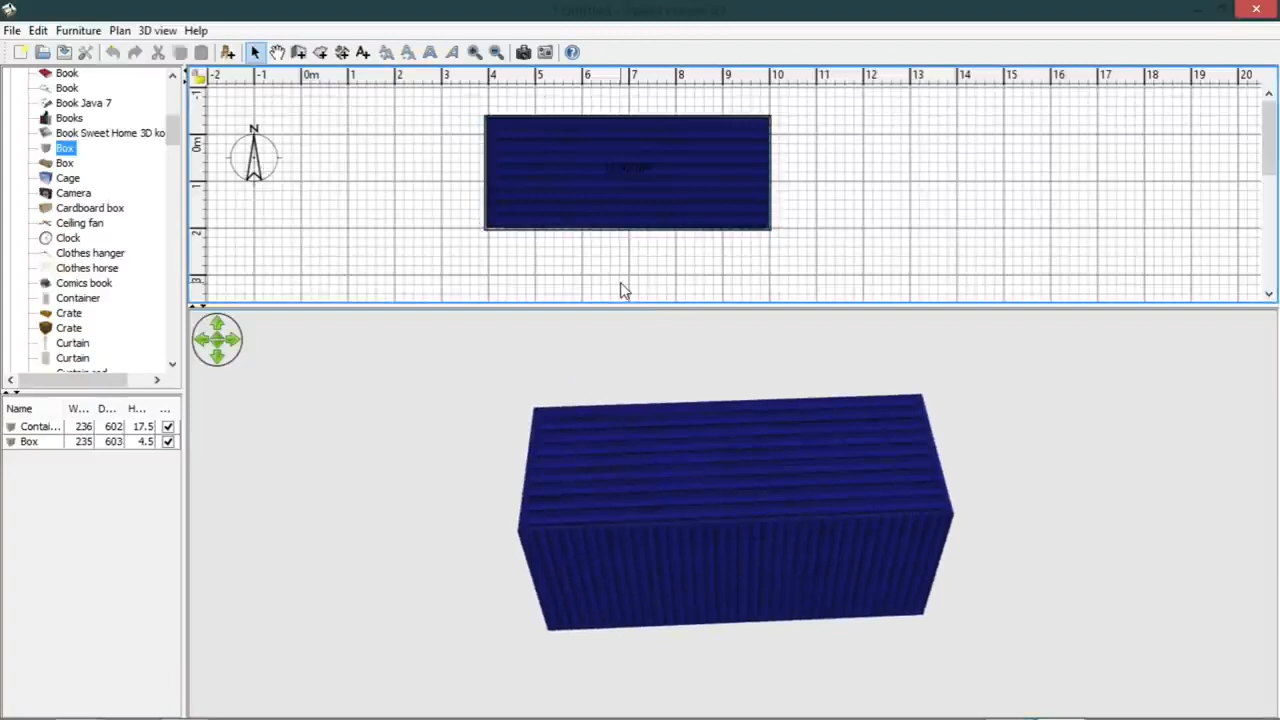 File Edit Furniture Plan 3D view Help
-2 -1 0m 1 2 3 4 5 6 7 8 9 10 11 12 13 14 15 16 17 18 19 20
-1
0m
1
2
3
N
Book
Book
Book Java 7
Books
Book Sweet Home 3D ko
Box
Box
Cage
Camera
Cardboard box
Ceiling fan
Clock
Clothes hanger
Clothes horse
Comics book
Container
Crate
Crate
Curtain
Curtain
Name W... D... H... ...
Contai... 236 602 17.5
Box 235 603 4.5